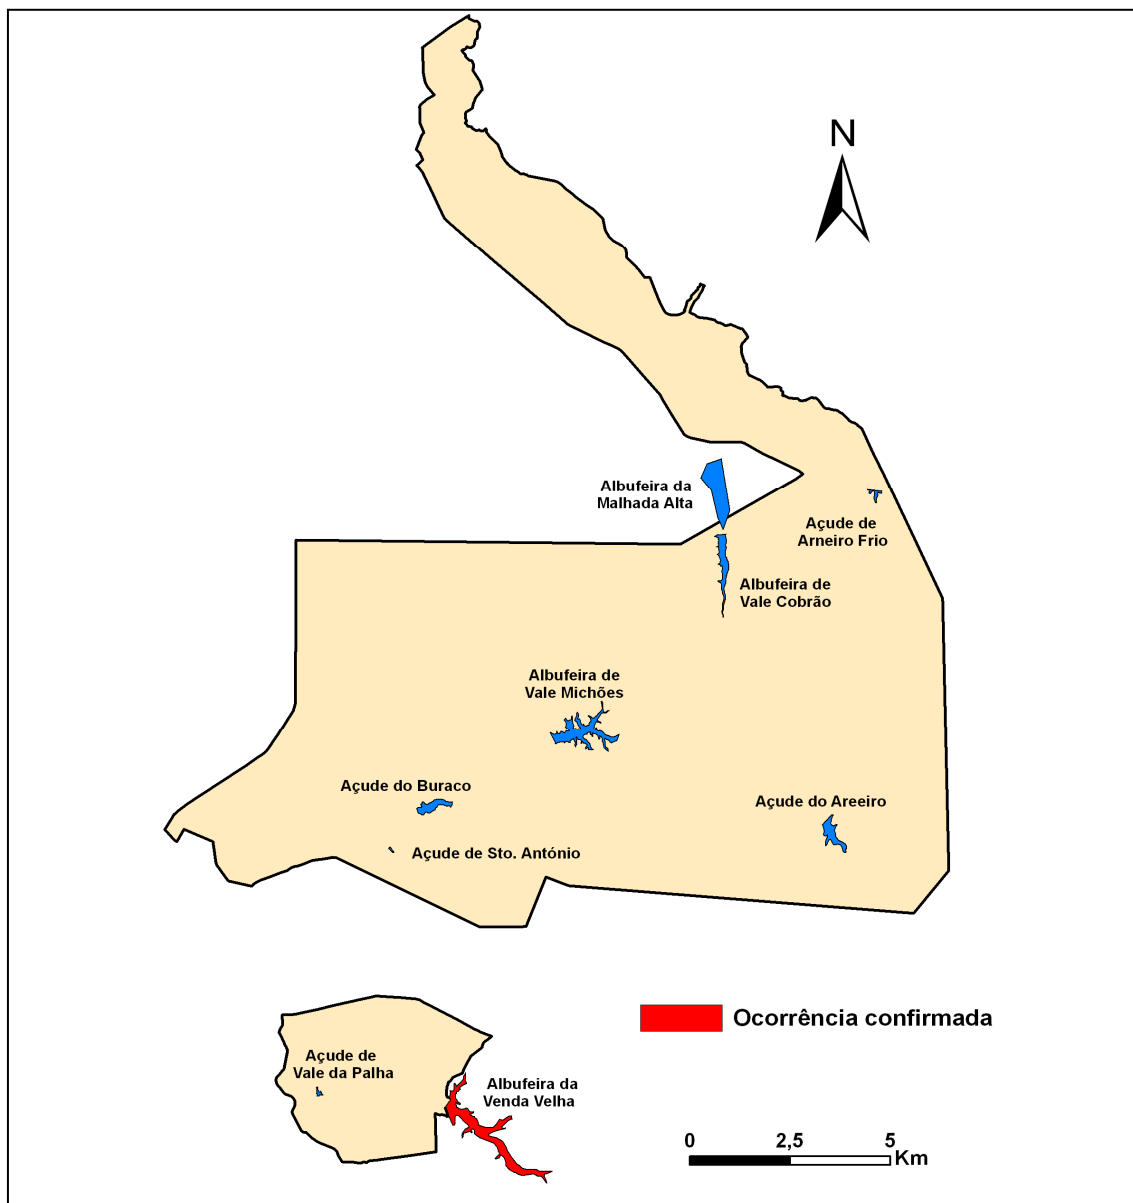 N
Albufeira da
Malhada Alta
Açude de
Arneiro Frio
Albufeira de
Vale Cobrão
Albufeira de
Vale Michões
Açude do Buraco
Açude do Areeiro
Açude de Sto. António
Ocorrência confirmada
Açude de
Vale da Palha
Albufeira da
Venda Velha
0 2,5 5
Km